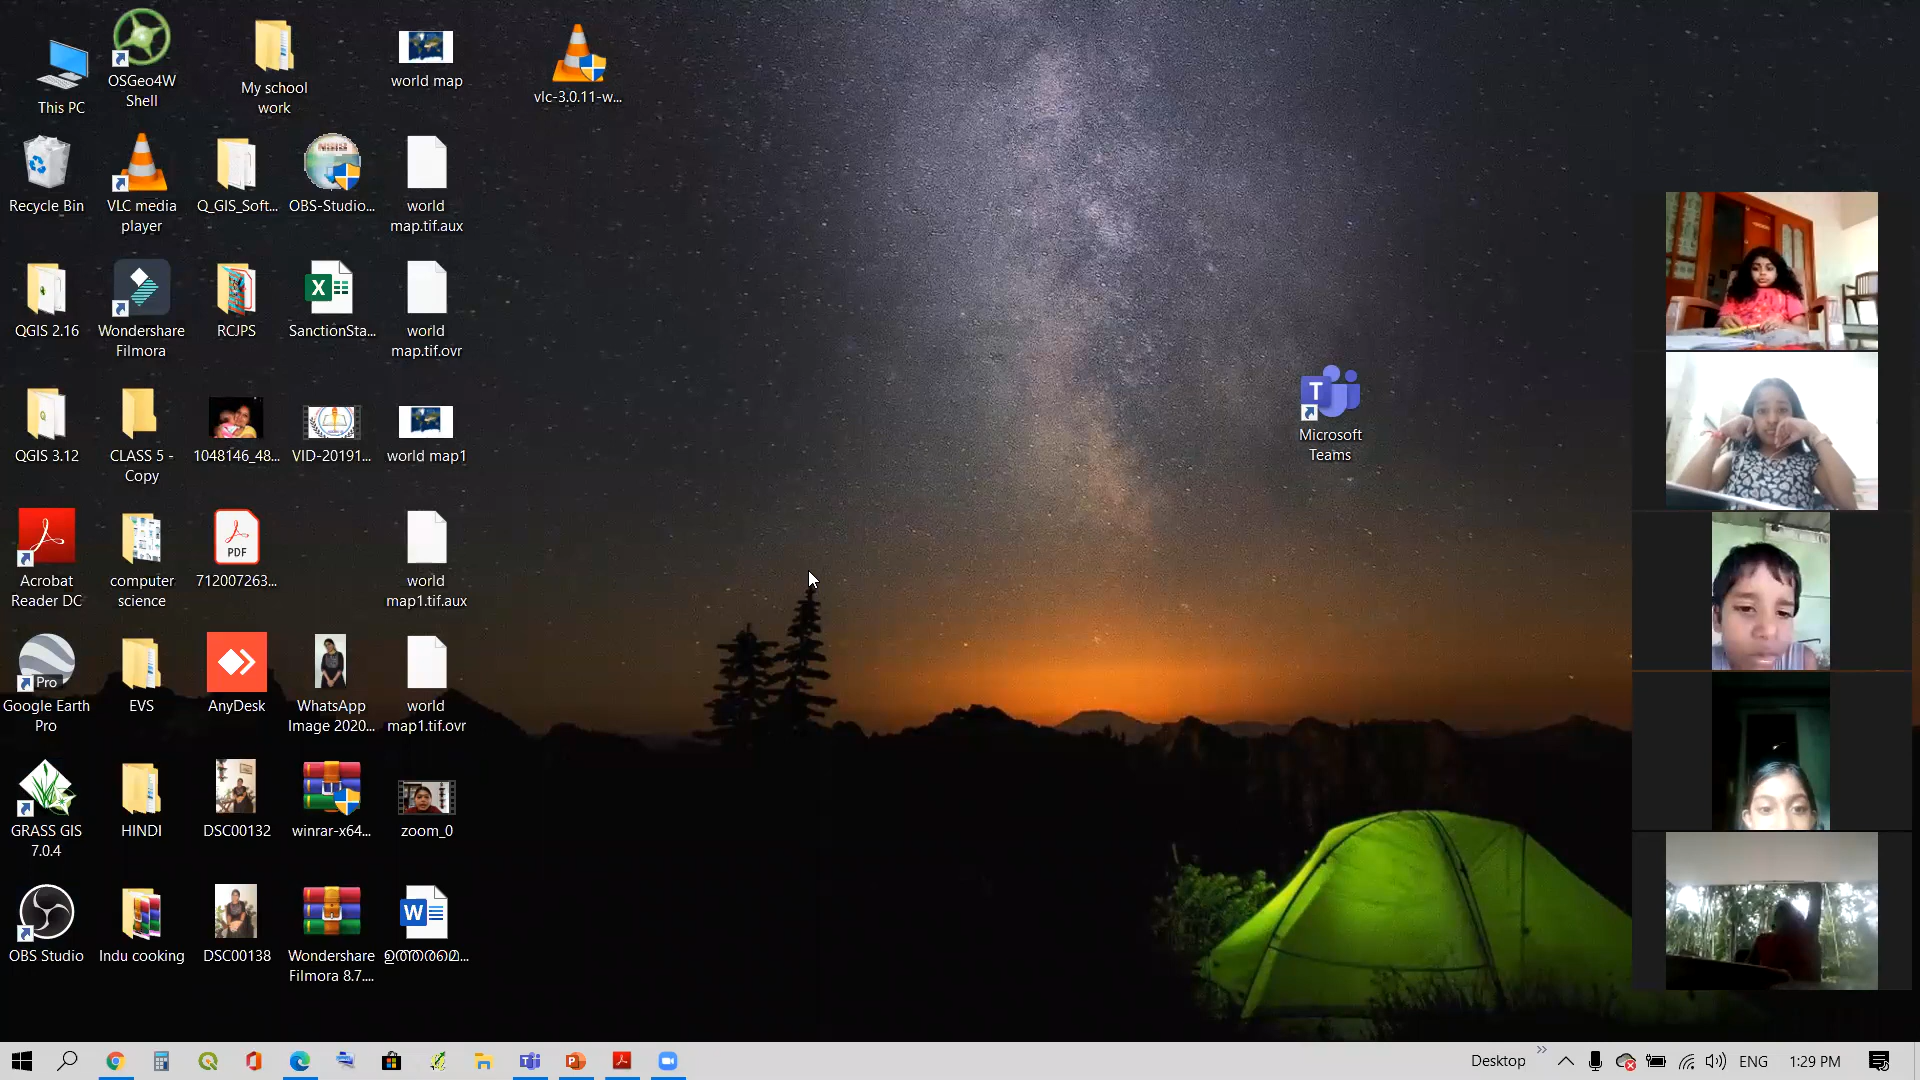 This PC
OSGeo4W
Shell
My school
work
world map
vlc-3.0.11-w...
Recycle Bin
VLC media
player
Q_GIS_Soft...
OBS-Studio...
world
map.tif.aux
QGIS 2.16
Wondershare
Filmora
RCJPS
SanctionSta...
world
map.tif.ovr
QGIS 3.12
CLASS 5 -
Copy
1048146_48...
VID-20191...
world map1
Microsoft
Teams
Acrobat
Reader DC
computer
science
PDF
712007263...
world
map1.tif.aux
Pro
Google Earth
Pro
EVS
AnyDesk
WhatsApp
Image 2020...
world
map1.tif.ovr
GRASS GIS
7.0.4
HINDI
DSC00132
winrar-x64...
zoom_0
OBS Studio
Indu cooking
DSC00138
Wondershare
Filmora 8.7....
Desktop
ENG
1:29 PM